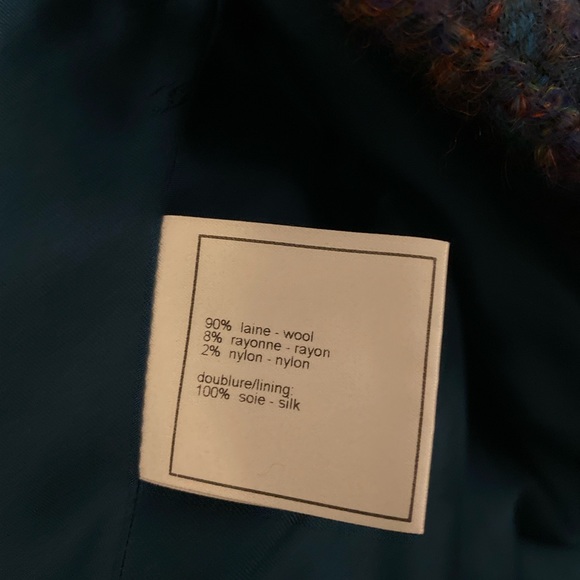 90% laine - wool
8% rayonne - rayon
2% nylon - nylon
doublure/lining:
100% soie - silk